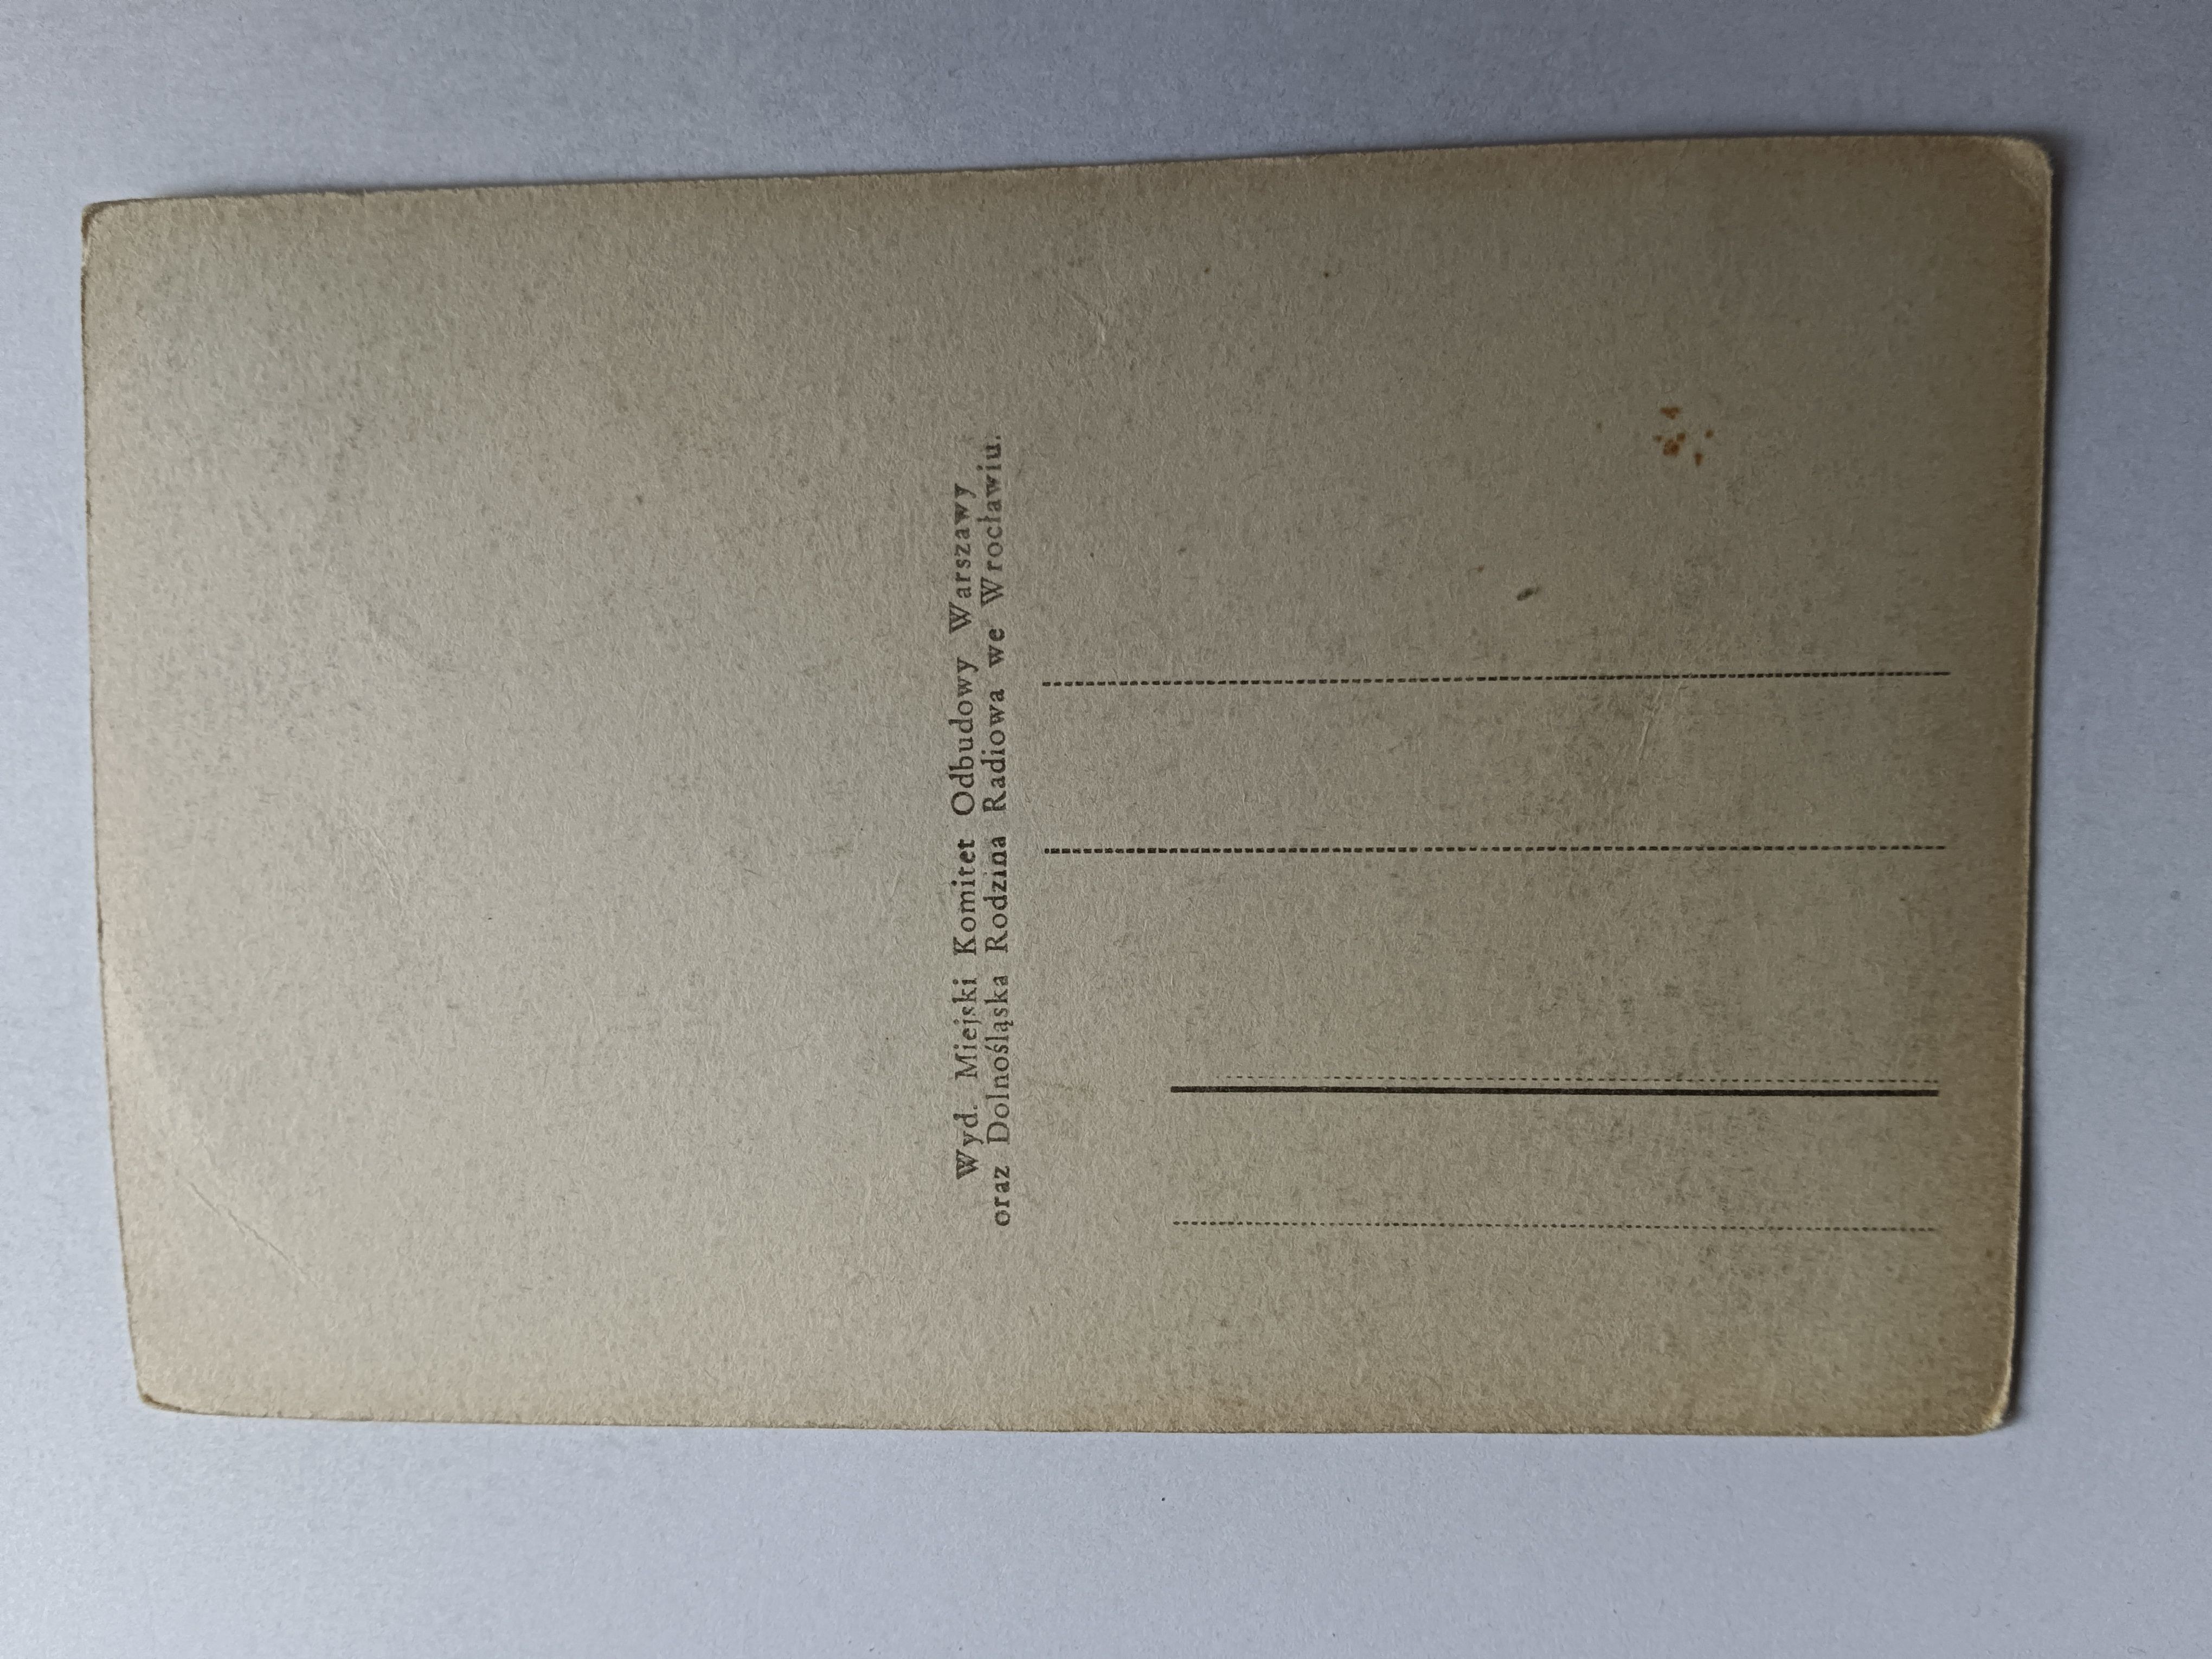 Wyd. Miejski Komitet Odbudowy Warszawy
oraz Dolnośląska Rodzina Radiowa we Wrocławiu.